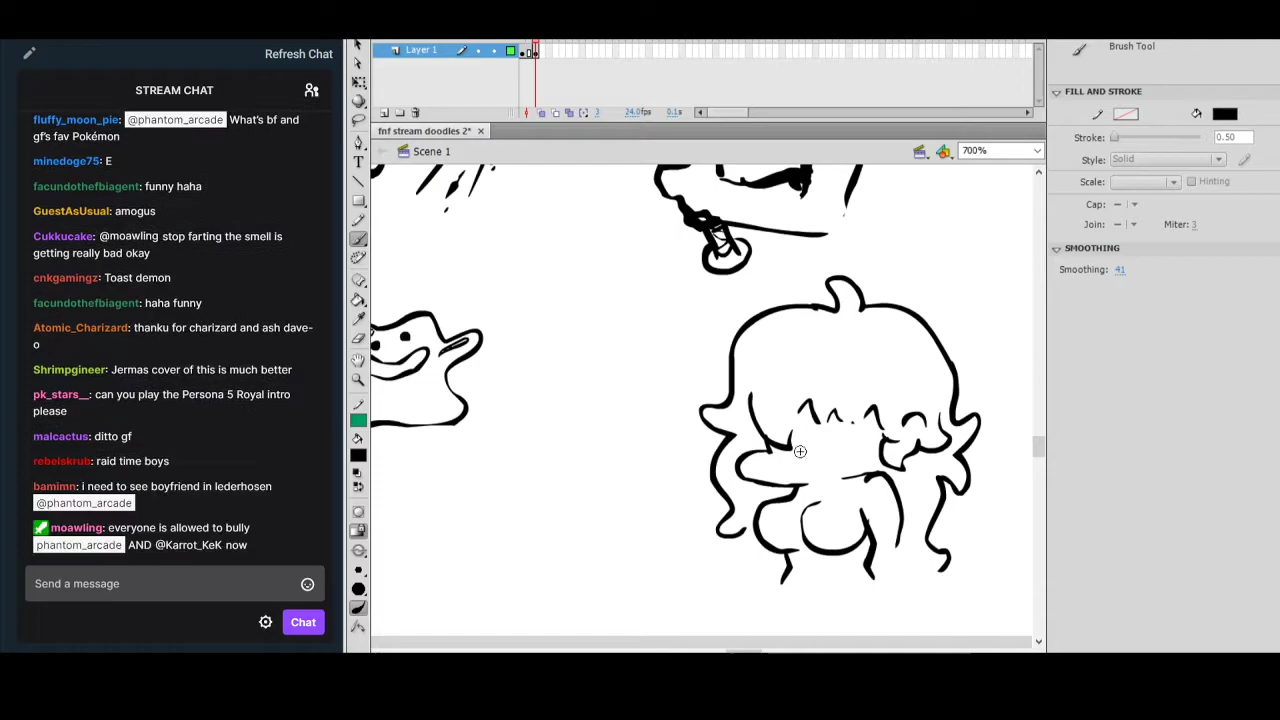 Refresh Chat
STREAM CHAT
fluffy_moon_pie: @phantom_arcade What's bf and
gf's fav Pokémon
minedoge75: E
facundothefbiagent: funny haha
GuestAsUsual: amogus
Cukkucake: @moawling stop farting the smell is
getting really bad okay
cnkgamingz: Toast demon
facundothefbiagent: haha funny
Atomic_Charizard: thanku for charizard and ash dave-
o
Shrimpgineer: Jermas cover of this is much better
pk_stars__: can you play the Persona 5 Royal intro
please
malcactus: ditto gf
rebelskrub: raid time boys
bamimn: i need to see boyfriend in lederhosen
@phantom_arcade
moawling: everyone is allowed to bully
phantom_arcade AND @Karrot_KeK now
Send a message
Chat
Layer 1
3 24.0fps 0.1s
fnf stream doodles 2*
Scene 1
700%
Brush Tool
FILL AND STROKE
Stroke: 0.50
Style: Solid
Scale: Hinting
Cap:
Join: Miter: 3
SMOOTHING
Smoothing: 41